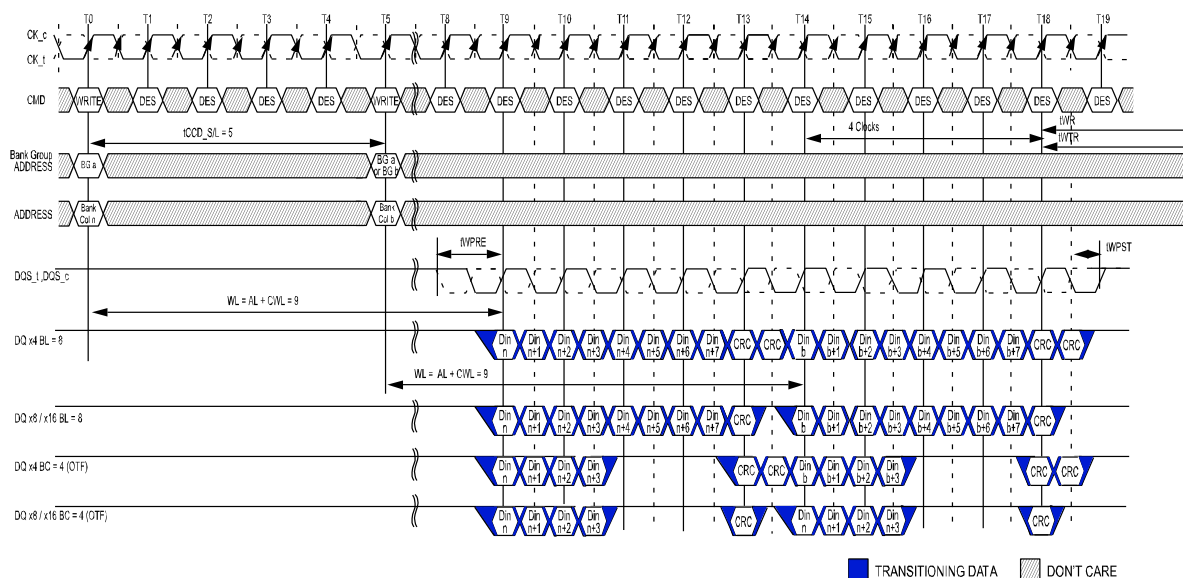 T0 T1 T2 T3 T4 T5 T8 T9 T10 T11 T12 T13 T14 T15 T16 T17 T18 T19
CK_c
CK_t
CMD WRITE DES DES DES DES WRITE DES DES DES DES DES DES DES DES DES DES DES DES
tCCD_S/L = 5 4 Clocks tWR
tWTR
Bank Group
ADDRESS BG a BG a or BG b
ADDRESS Bank Col n Bank Col b
tWPRE tWPST
DQS_t,DQS_c
WL = AL + CWL = 9
DQ x4 BL = 8 Din n Din n+1 Din n+2 Din n+3 Din n+4 Din n+5 Din n+6 Din n+7 CRC CRC Din b Din b+1 Din b+2 Din b+3 Din b+4 Din b+5 Din b+6 Din b+7 CRC CRC
WL = AL + CWL = 9
DQ x8 / x16 BL = 8 Din n Din n+1 Din n+2 Din n+3 Din n+4 Din n+5 Din n+6 Din n+7 CRC Din b Din b+1 Din b+2 Din b+3 Din b+4 Din b+5 Din b+6 Din b+7 CRC
DQ x4 BC = 4 (OTF) Din n Din n+1 Din n+2 Din n+3 CRC CRC Din b Din b+1 Din b+2 Din b+3 CRC CRC
DQ x8 / x16 BC = 4 (OTF) Din n Din n+1 Din n+2 Din n+3 CRC Din b Din b+1 Din b+2 Din b+3 CRC
TRANSITIONING DATA DON'T CARE